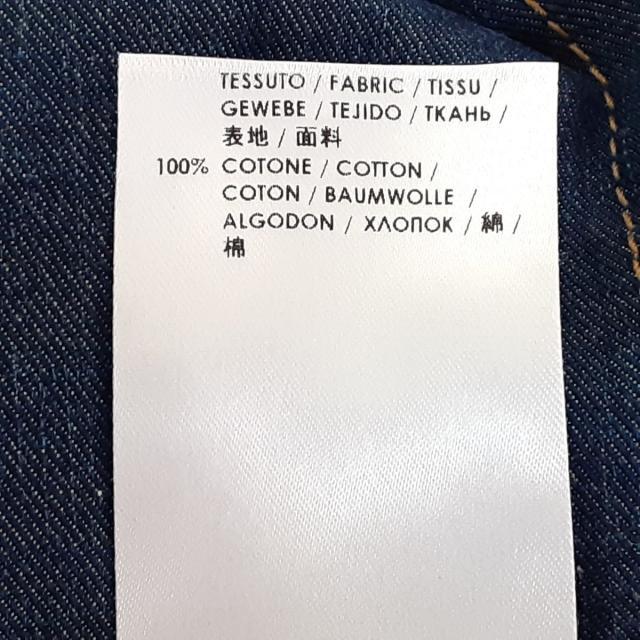 TESSUTO / FABRIC / TISSU /
GEWEBE / TEJIDO / ТКАНЬ /
表地 / 面料
100% COTONE / COTTON /
COTON / BAUMWOLLE /
ALGODON / ХЛОПОК / 綿 /
棉